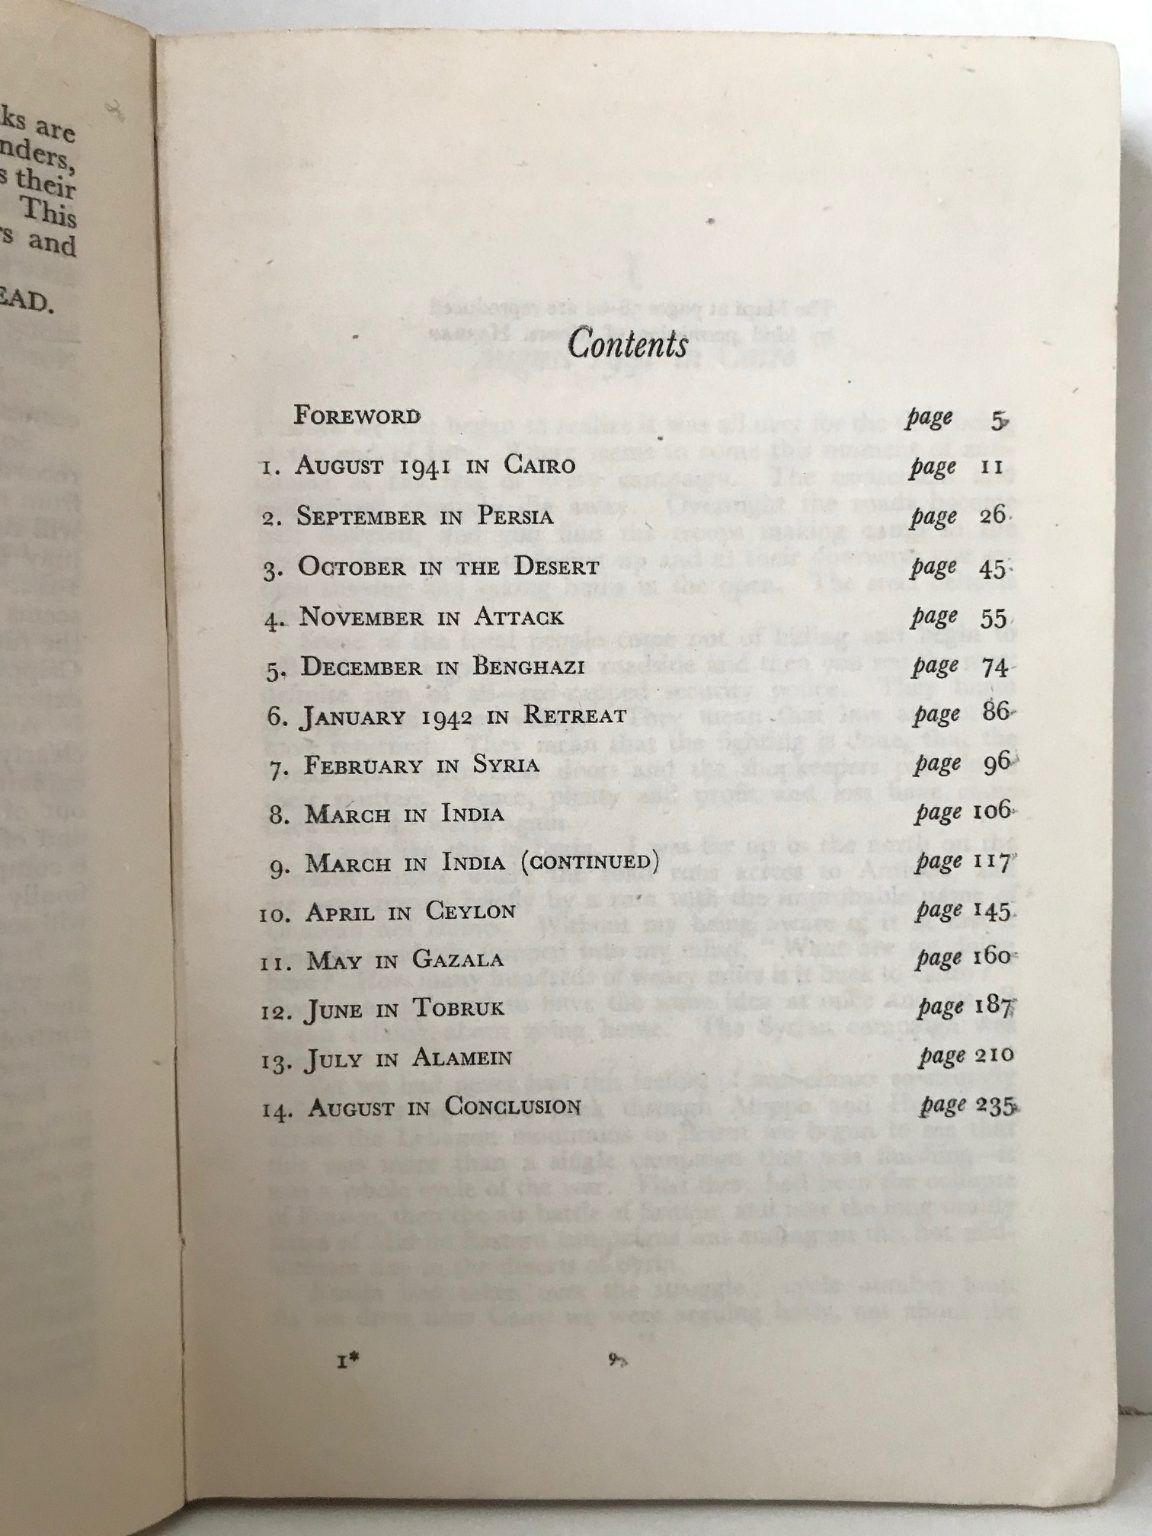 ks are
nders,
s their
This
rs and
EAD.
Contents
Foreword page 5
1. August 1941 in Cairo page 11
2. September in Persia page 26
3. October in the Desert page 45
4. November in Attack page 55
5. December in Benghazi page 74
6. January 1942 in Retreat page 86
7. February in Syria page 96
8. March in India page 106
9. March in India (continued) page 117
10. April in Ceylon page 145
11. May in Gazala page 160
12. June in Tobruk page 187
13. July in Alamein page 210
14. August in Conclusion page 235
1* 9